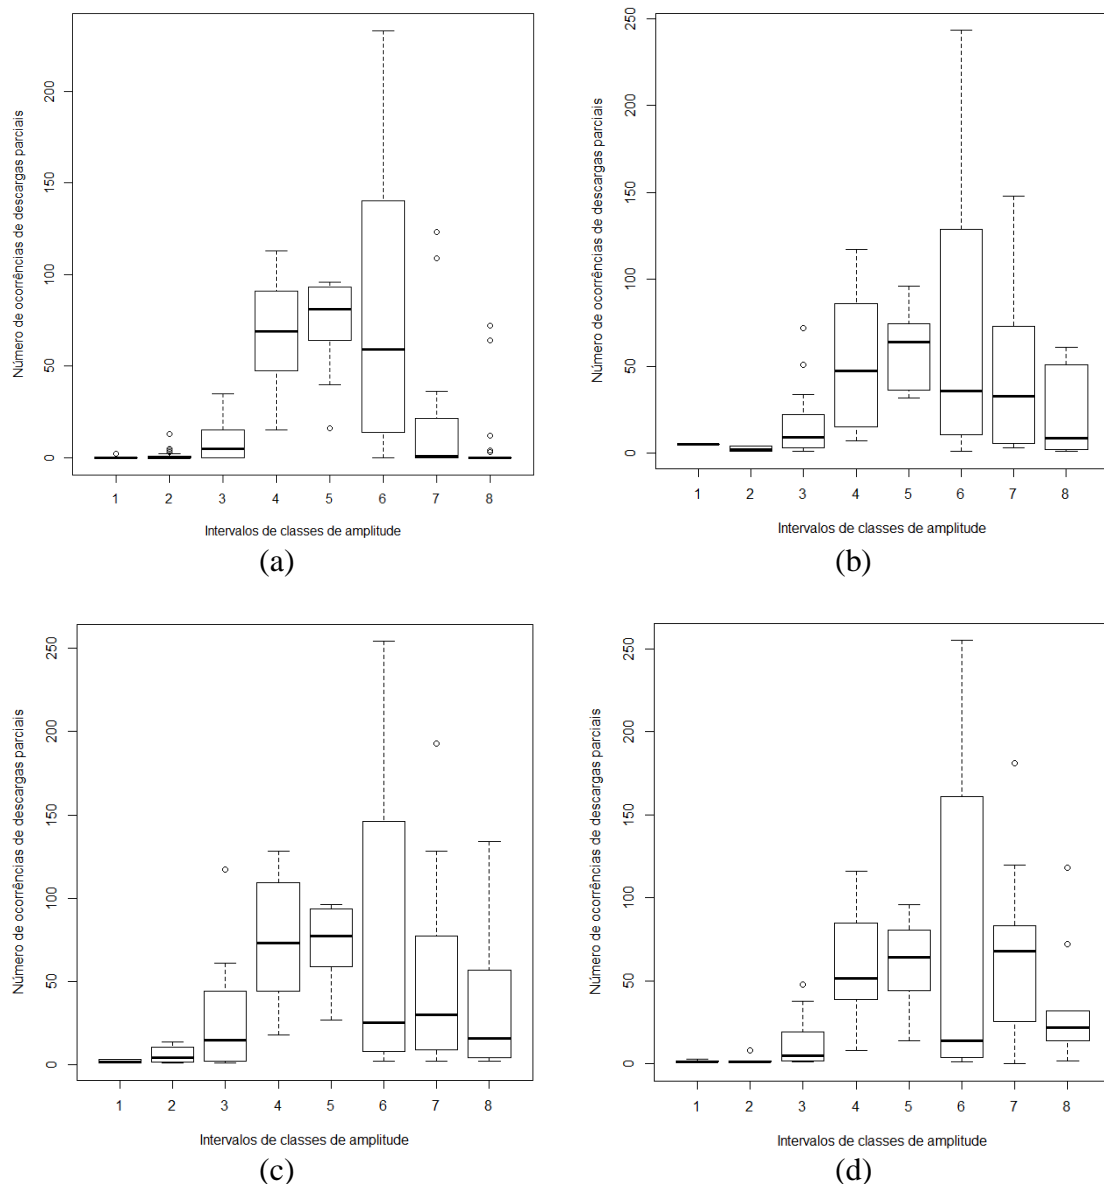 Número de ocorrências de descargas parciais
200
150
100
50
0
1 2 3 4 5 6 7 8
Intervalos de classes de amplitude
(a)
Número de ocorrências de descargas parciais
250
200
150
100
50
0
1 2 3 4 5 6 7 8
Intervalos de classes de amplitude
(b)
Número de ocorrências de descargas parciais
250
200
150
100
50
0
1 2 3 4 5 6 7 8
Intervalos de classes de amplitude
(c)
Número de ocorrências de descargas parciais
250
200
150
100
50
0
1 2 3 4 5 6 7 8
Intervalos de classes de amplitude
(d)